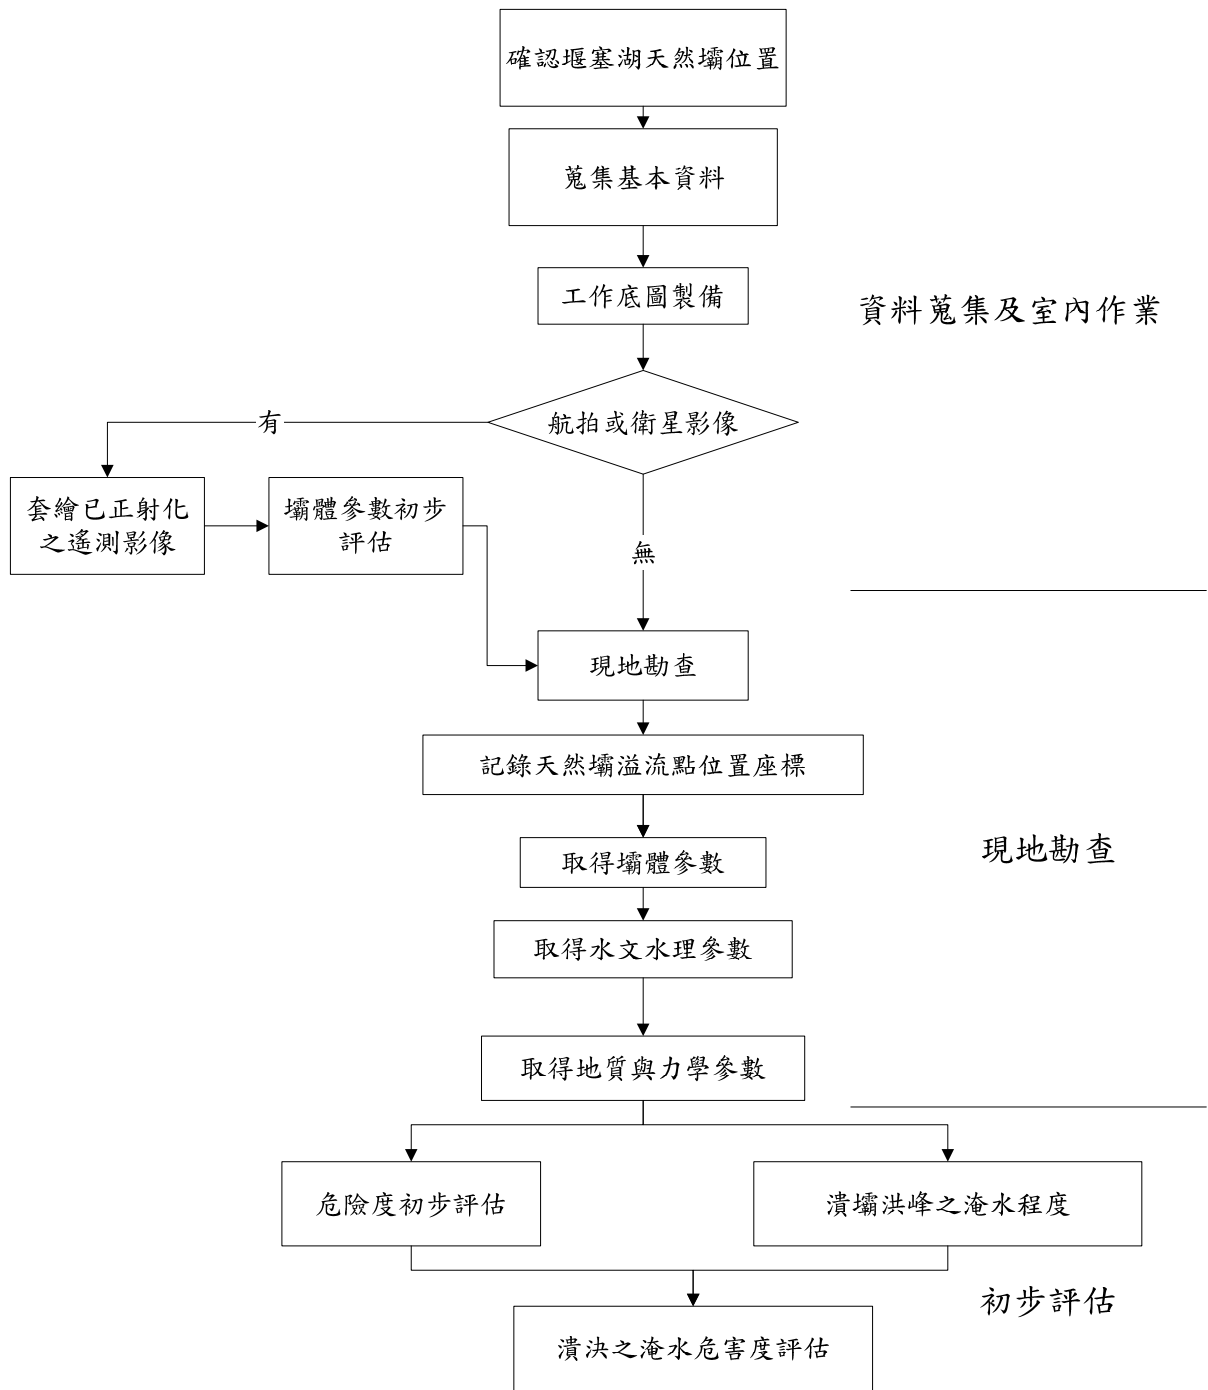 確認堰塞湖天然壩位置
蒐集基本資料
工作底圖製備
資料蒐集及室內作業
航拍或衛星影像
有
套繪已正射化
之遙測影像
壩體參數初步
評估
無
現地勘查
記錄天然壩溢流點位置座標
取得壩體參數
現地勘查
取得水文水理參數
取得地質與力學參數
危險度初步評估
潰壩洪峰之淹水程度
初步評估
潰決之淹水危害度評估